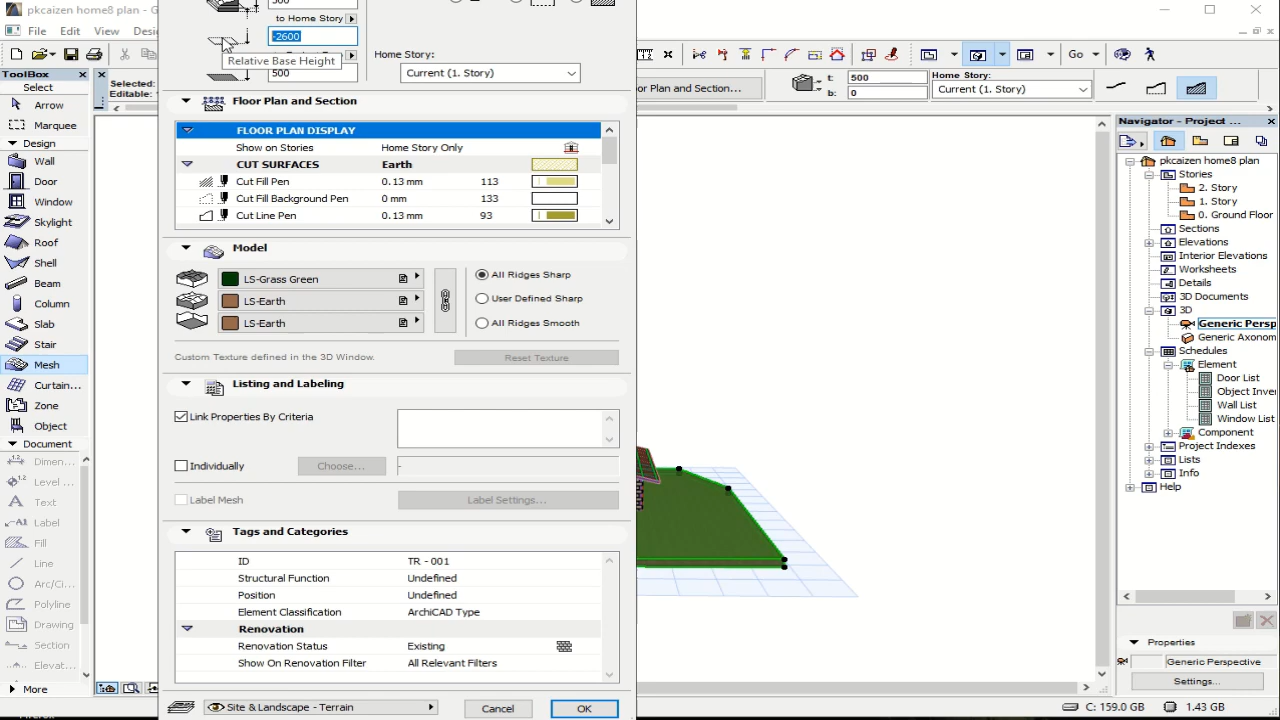 pkcaizen home8 plan - G
File
Edit
View
ToolBox
Select
Arrow
Marquee
Design
Wall
Door
Window
Skylight
Roof
Shell
Beam
Column
Slab
Stair
Mesh
Curtain...
Zone
Object
Document
Dimen...
Level ...
Text
Label
Fill
Line
Arc/Ci...
Polyline
Drawing
Section
Elevat...
More
Selected:
Editable:
to Home Story
-2600
Relative Base Height
500
Home Story:
Current (1. Story)
Floor Plan and Section
FLOOR PLAN DISPLAY
Show on Stories Home Story Only
CUT SURFACES Earth
Cut Fill Pen 0.13 mm 113
Cut Fill Background Pen 0 mm 133
Cut Line Pen 0.13 mm 93
Model
LS-Grass Green
LS-Earth
LS-Earth
All Ridges Sharp
User Defined Sharp
All Ridges Smooth
Custom Texture defined in the 3D Window.
Reset Texture
Listing and Labeling
Link Properties By Criteria
Individually
Choose...
Label Mesh
Label Settings...
Tags and Categories
ID TR - 001
Structural Function Undefined
Position Undefined
Element Classification ArchiCAD Type
Renovation
Renovation Status Existing
Show On Renovation Filter All Relevant Filters
Site & Landscape - Terrain
Cancel
OK
Go
or Plan and Section...
t: 500
b: 0
Home Story:
Current (1. Story)
Navigator - Project ...
pkcaizen home8 plan
Stories
2. Story
1. Story
0. Ground Floor
Sections
Elevations
Interior Elevations
Worksheets
Details
3D Documents
3D
Generic Persp
Generic Axonom
Schedules
Element
Door List
Object Inver
Wall List
Window List
Component
Project Indexes
Lists
Info
Help
Properties
Generic Perspective
Settings...
C: 159.0 GB
1.43 GB